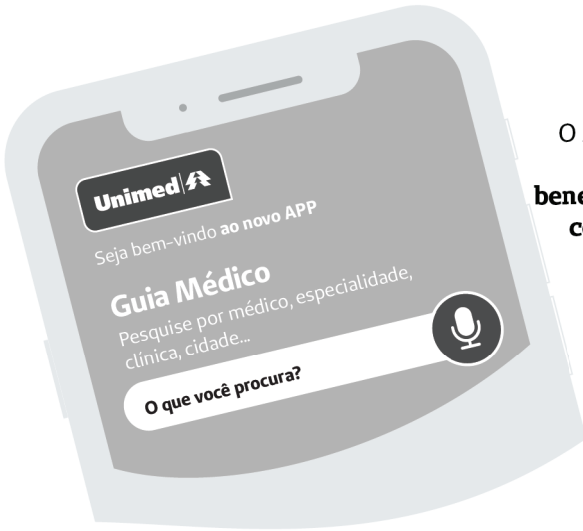 Unimed
Seja bem-vindo ao novo APP
Guia Médico
Pesquise por médico, especialidade,
clínica, cidade...
O que você procura?
O